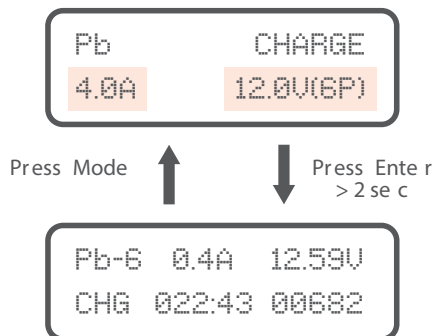 Pb CHARGE
4.0A 12.0V(6P)
Press Mode
Press Ente r
> 2 se c
Pb-6 0.4A 12.59V
CHG 022:43 00682